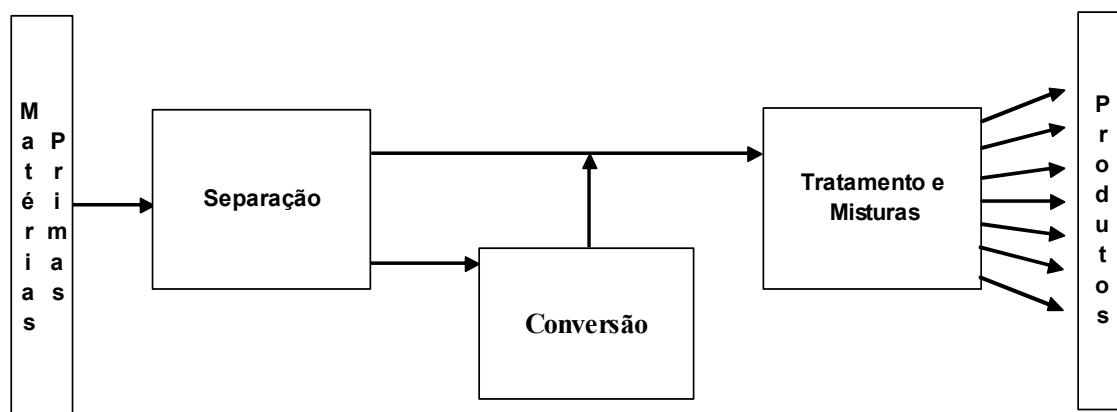 Matérias
Primas
Separação
Conversão
Tratamento e
Misturas
Produtos